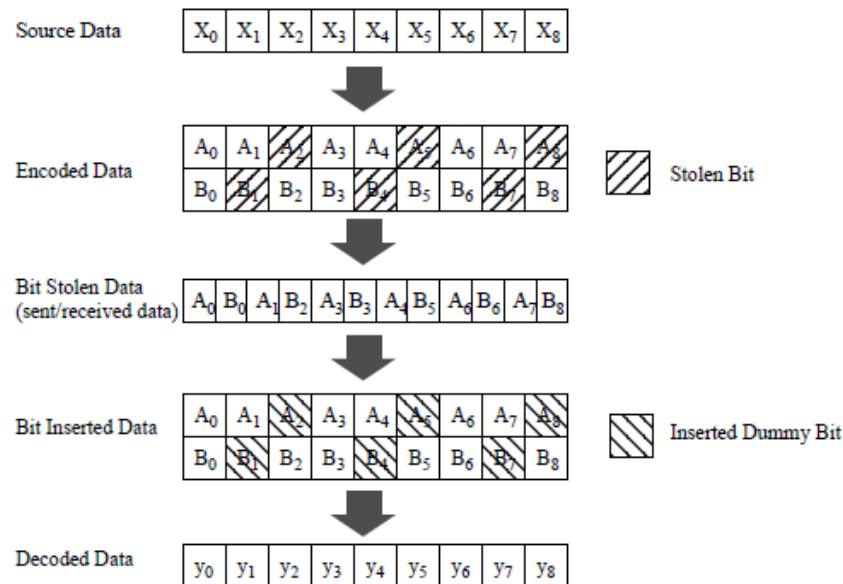 Source Data X₀ X₁ X₂ X₃ X₄ X₅ X₆ X₇ X₈
A₀ A₁ A₂ A₃ A₄ A₅ A₆ A₇ A₈
Encoded Data
B₀ B₁ B₂ B₃ B₄ B₅ B₆ B₇ B₈
Stolen Bit
Bit Stolen Data
(sent/received data)
A₀ B₀ A₁ B₂ A₃ B₃ A₄ B₅ A₆ B₆ A₇ B₈
A₀ A₁ A₂ A₃ A₄ A₅ A₆ A₇ A₈
Bit Inserted Data
B₀ B₁ B₂ B₃ B₄ B₅ B₆ B₇ B₈
Inserted Dummy Bit
Decoded Data y₀ y₁ y₂ y₃ y₄ y₅ y₆ y₇ y₈